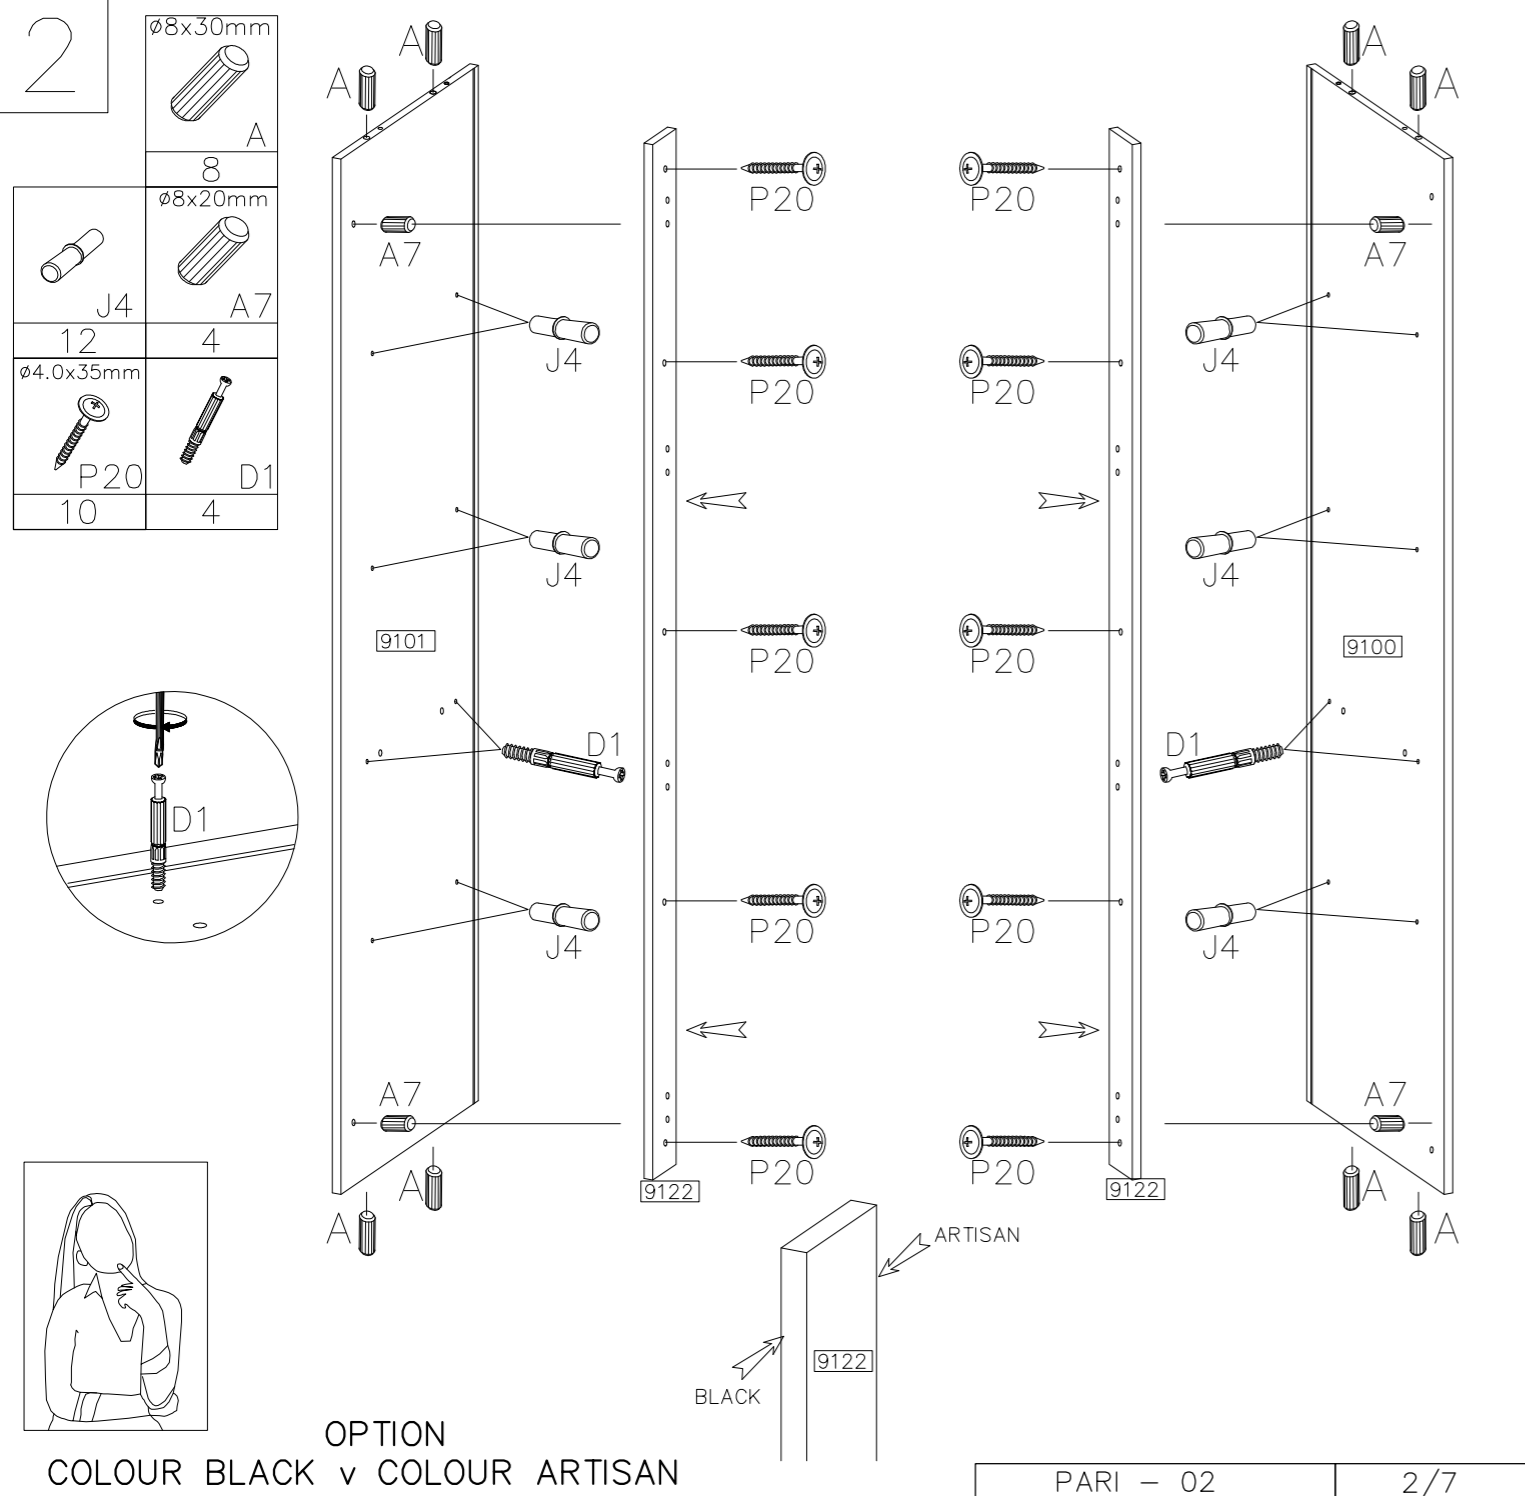 2
ø8x30mm
A
8
ø8x20mm
J4 A7
12 4
ø4.0x35mm
P20 D1
10 4
D1
A A
A7
J4
J4
9101
D1
J4
A7
A A
P20
P20
P20
P20
P20
9122
P20
P20
P20
P20
P20
9122
A A
A7
J4
J4
9100
D1
J4
A7
A A
ARTISAN
9122
BLACK
OPTION
COLOUR BLACK v COLOUR ARTISAN
PARI - 02 2/7